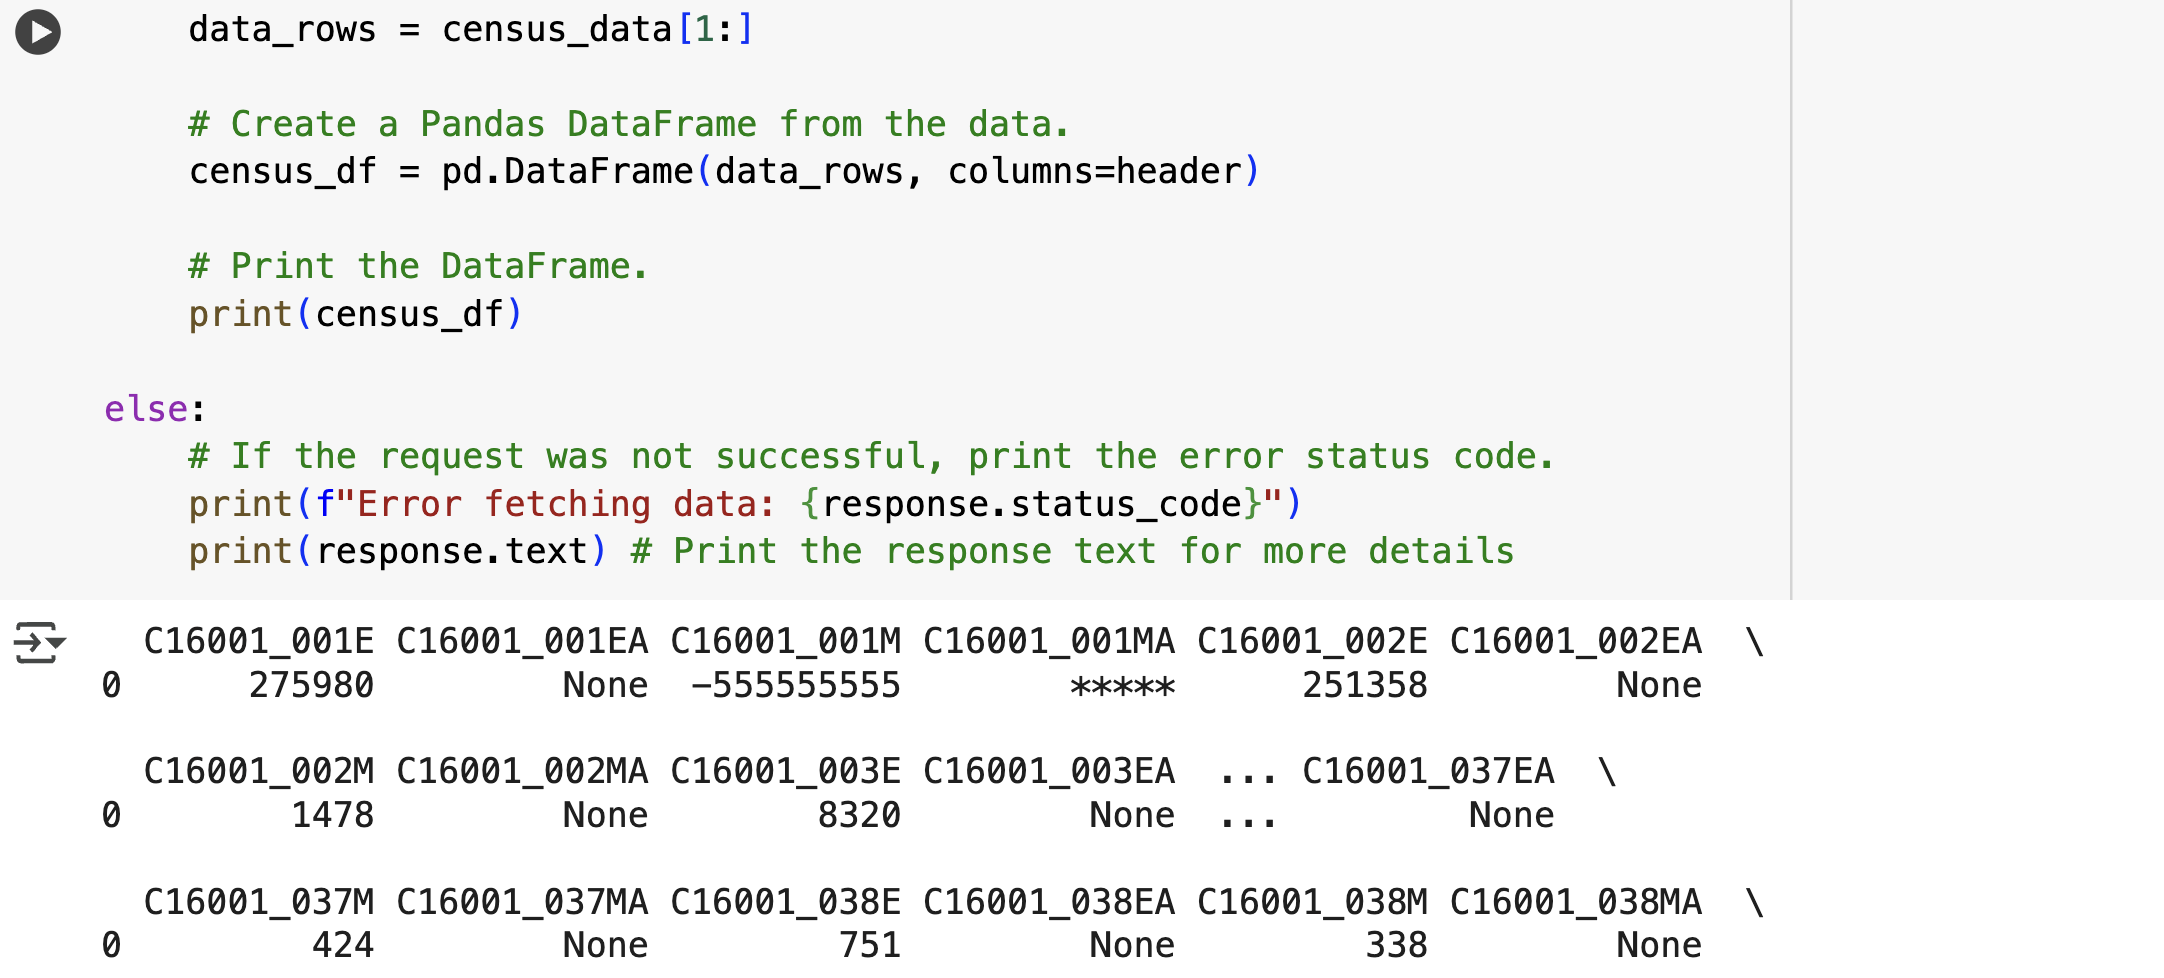 data_rows = census_data[1:]
# Create a Pandas DataFrame from the data.
census_df = pd.DataFrame(data_rows, columns=header)
# Print the DataFrame.
print(census_df)
else:
# If the request was not successful, print the error status code.
print(f"Error fetching data: {response.status_code}")
print(response.text) # Print the response text for more details
C16001_001E C16001_001EA C16001_001M C16001_001MA C16001_002E C16001_002EA \
0 275980 None -555555555 ***** 251358 None
C16001_002M C16001_002MA C16001_003E C16001_003EA ... C16001_037EA \
0 1478 None 8320 None ... None
C16001_037M C16001_037MA C16001_038E C16001_038EA C16001_038M C16001_038MA \
0 424 None 751 None 338 None